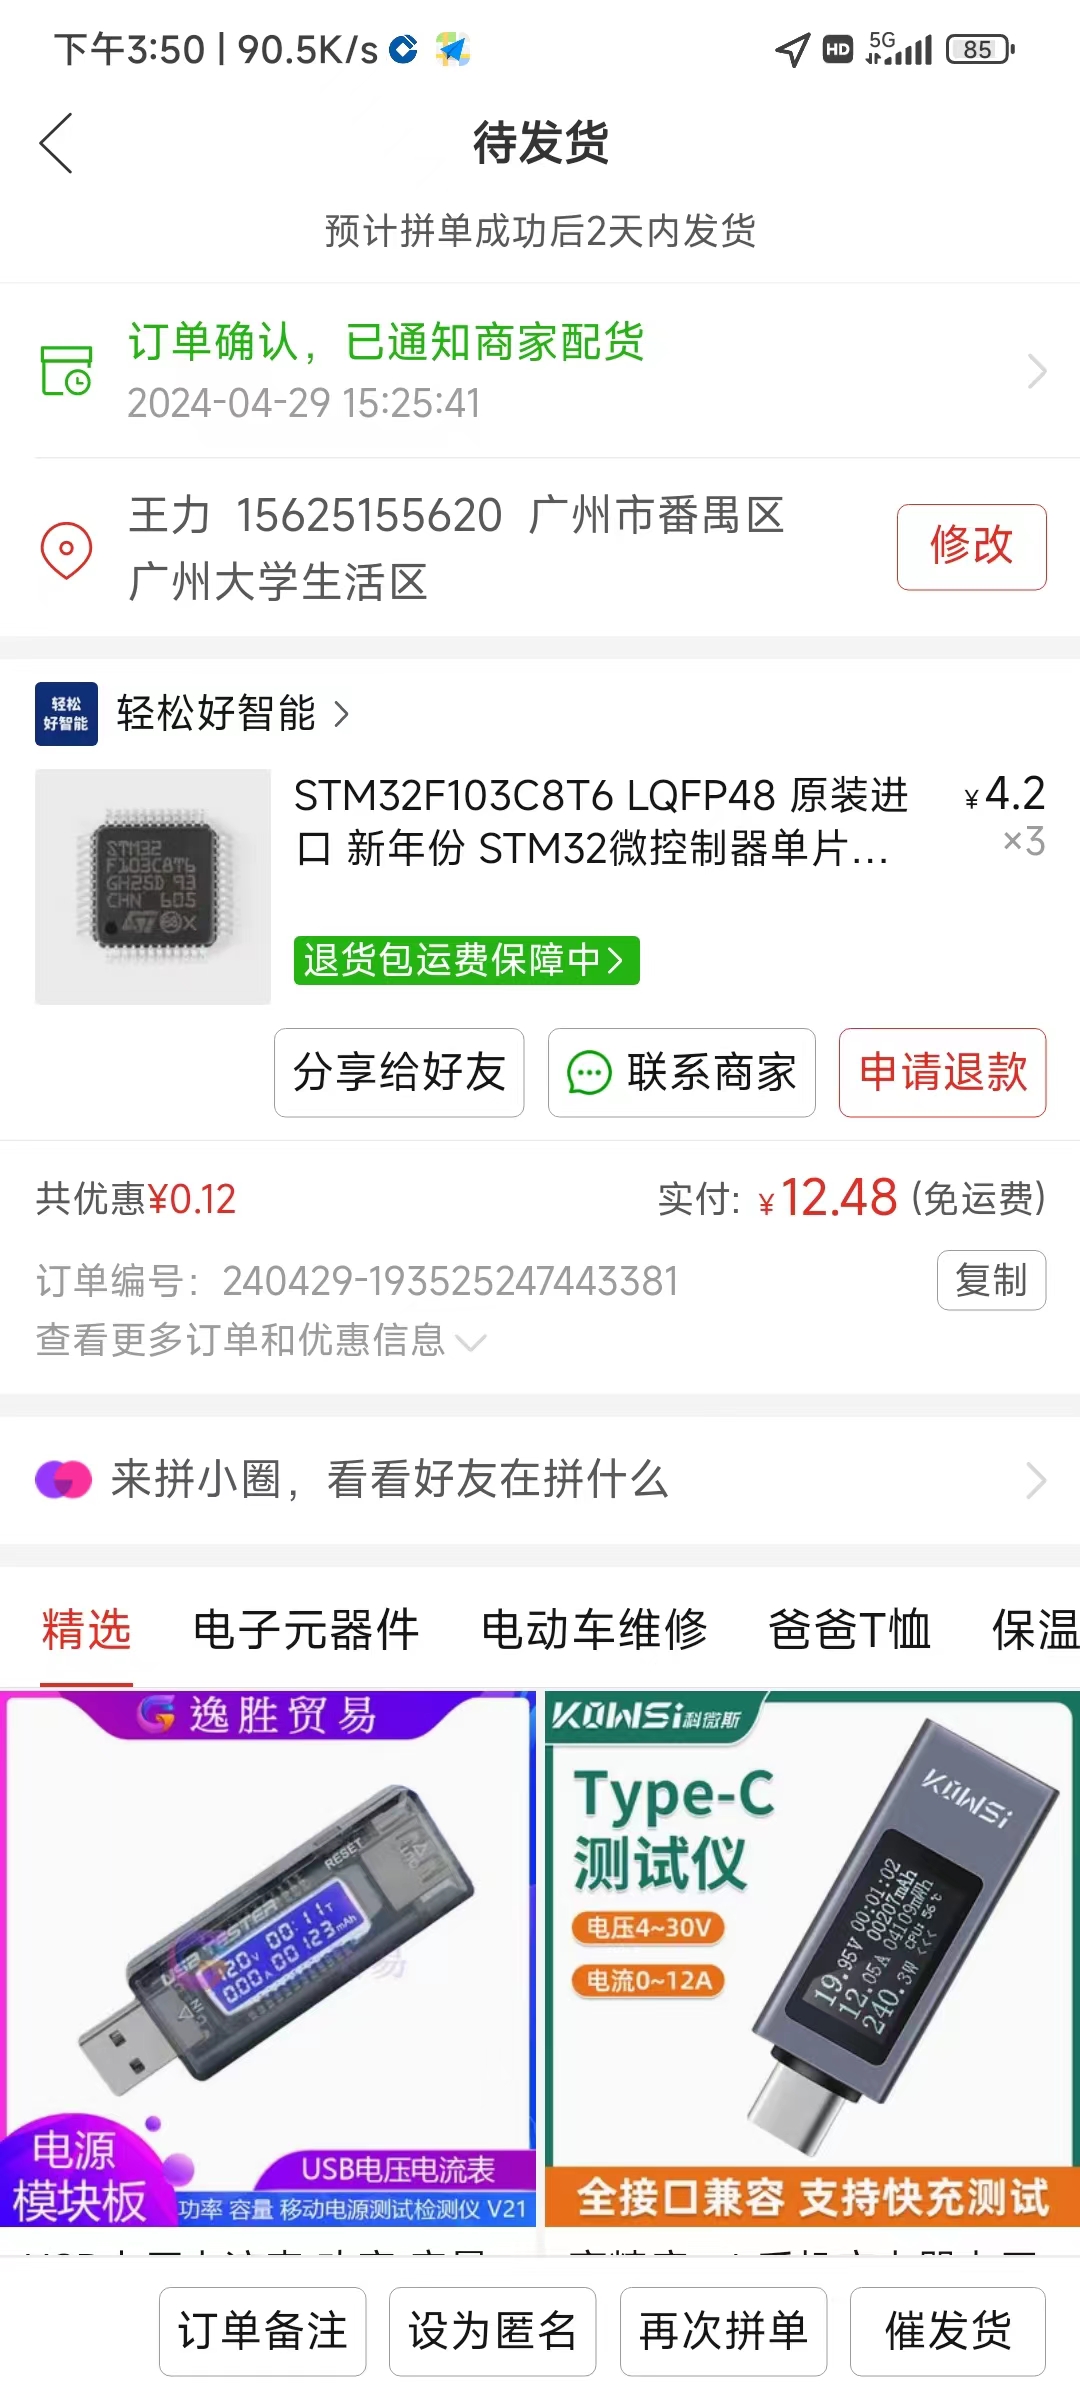 下午3:50 | 90.5K/s
HD 5G 85
待发货
预计拼单成功后2天内发货
订单确认，已通知商家配货
2024-04-29 15:25:41
王力 15625155620 广州市番禺区
广州大学生活区
修改
轻松
好智能
轻松好智能
STM32F103C8T6 LQFP48 原装进
口 新年份 STM32微控制器单片...
¥4.2
×3
STM32
F103C8T6
GH25D 93
CHN 605
退货包运费保障中
分享给好友
联系商家
申请退款
共优惠¥0.12
实付: ¥12.48 (免运费)
订单编号: 240429-193525247443381
复制
查看更多订单和优惠信息
来拼小圈，看看好友在拼什么
精选 电子元器件 电动车维修 爸爸T恤 保温
逸胜贸易
RESET
USB TESTER
00:11T
00123mAh
电源
模块板
USB电压电流表
功率 容量 移动电源测试检测仪 V21
KOWSi科微斯
Type-C
测试仪
电压4~30V
电流0~12A
KOWSi
19.95V 00:01:02
12.05A
240.3W
全接口兼容 支持快充测试
订单备注
设为匿名
再次拼单
催发货